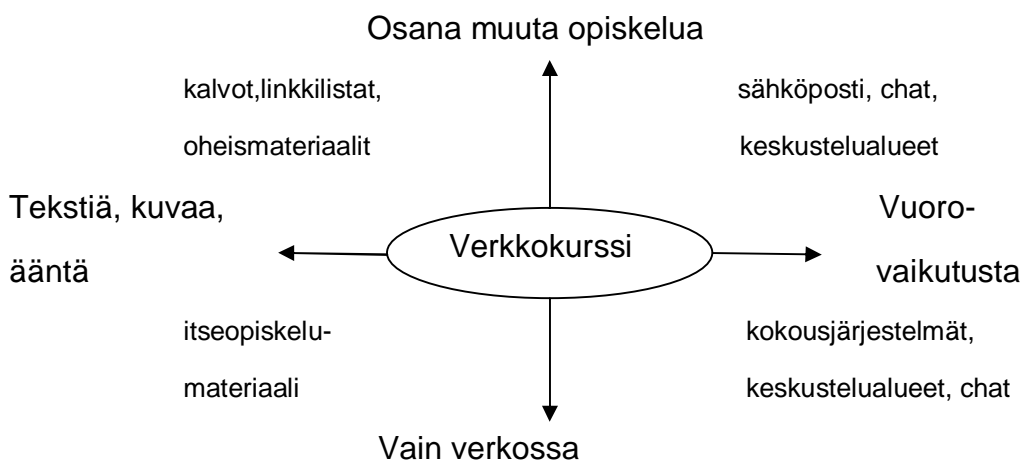 Osana muuta opiskelua
kalvot,linkkilistat,
oheismateriaalit
sähköposti, chat,
keskustelualueet
Tekstiä, kuvaa,
ääntä
Verkkokurssi
Vuoro-
vaikutusta
itseopiskelu-
materiaali
kokousjärjestelmät,
keskustelualueet, chat
Vain verkossa